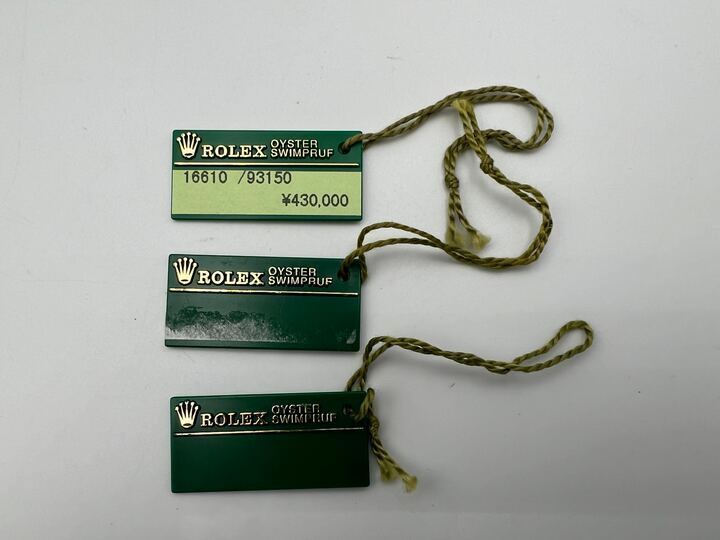 ROLEX OYSTER SWIMPRUF
16610 /93150
¥430,000
ROLEX OYSTER SWIMPRUF
ROLEX OYSTER SWIMPRUF